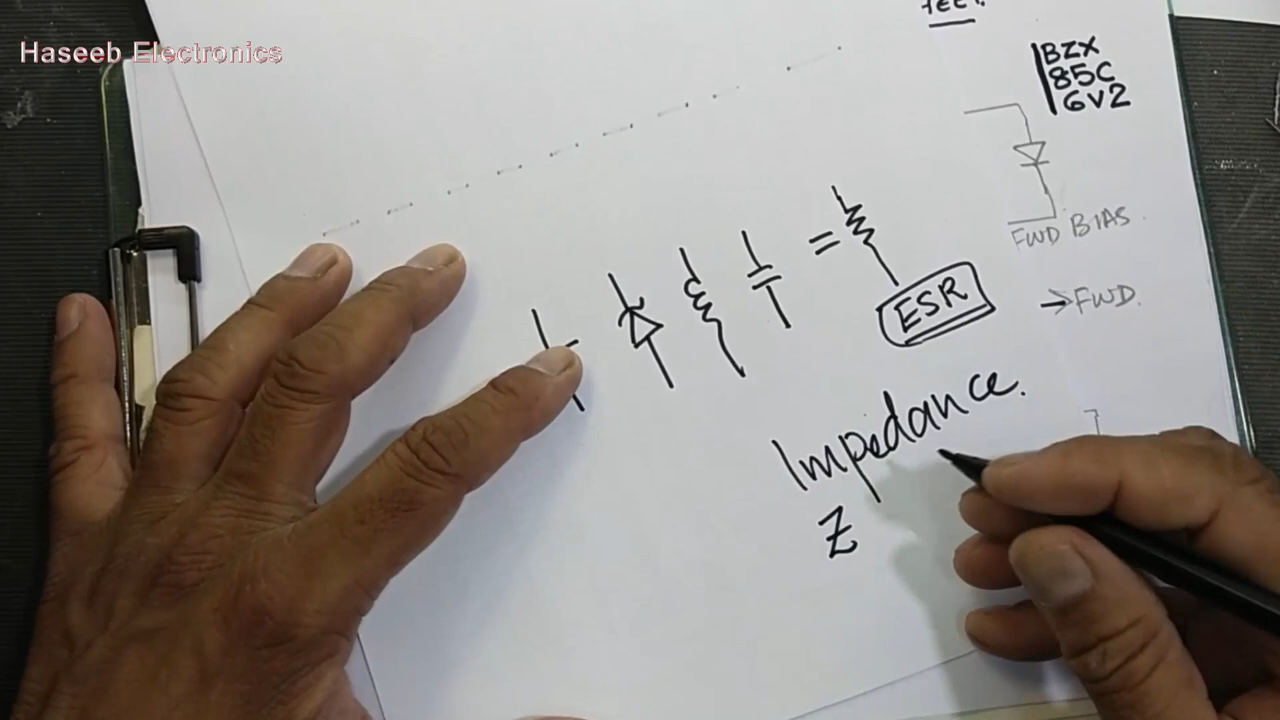 Haseeb Electronics
BZX
85C
6V2
FWD BIAS.
ESR
→FWD.
Impedance.
Z